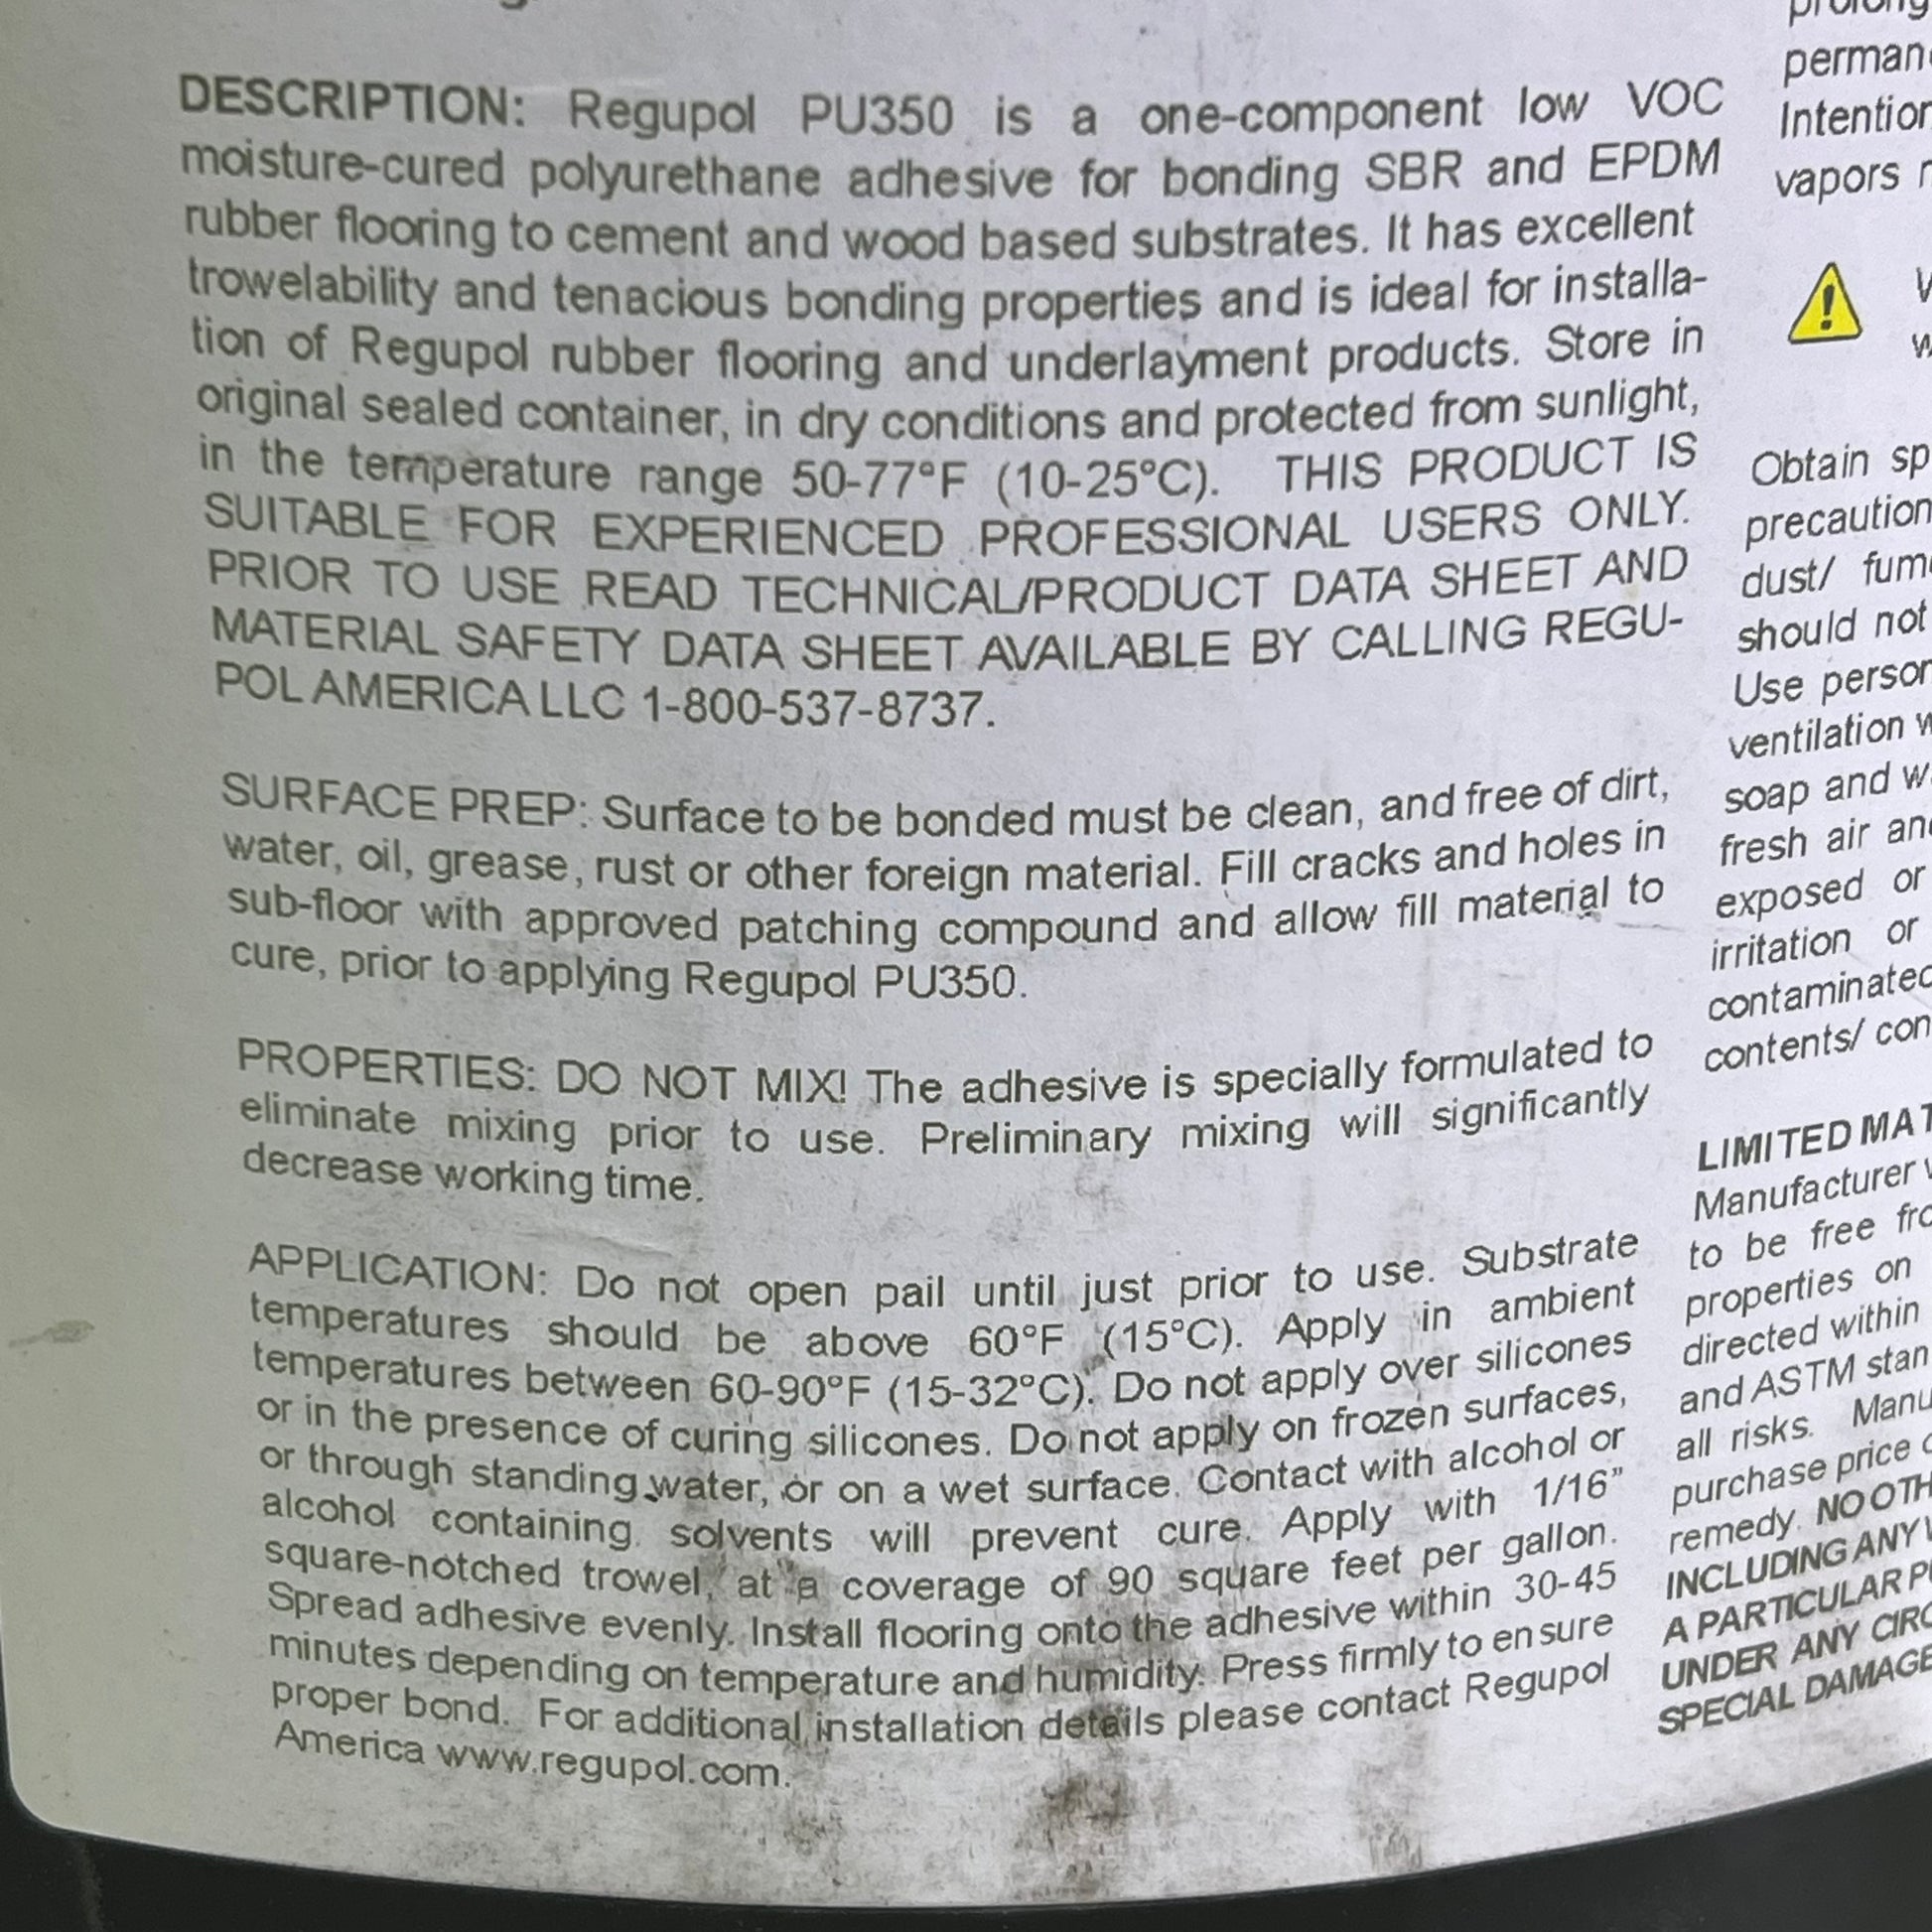 DESCRIPTION: Regupol PU350 is a one-component low VOC
moisture-cured polyurethane adhesive for bonding SBR and EPDM
rubber flooring to cement and wood based substrates. It has excellent
trowelability and tenacious bonding properties and is ideal for installa-
tion of Regupol rubber flooring and underlayment products. Store in
original sealed container, in dry conditions and protected from sunlight,
in the temperature range 50-77°F (10-25°C). THIS PRODUCT IS
SUITABLE FOR EXPERIENCED PROFESSIONAL USERS ONLY.
PRIOR TO USE READ TECHNICAL/PRODUCT DATA SHEET AND
MATERIAL SAFETY DATA SHEET AVAILABLE BY CALLING REGU-
POL AMERICA LLC 1-800-537-8737.
SURFACE PREP: Surface to be bonded must be clean, and free of dirt,
water, oil, grease, rust or other foreign material. Fill cracks and holes in
sub-floor with approved patching compound and allow fill material to
cure, prior to applying Regupol PU350.
PROPERTIES: DO NOT MIX! The adhesive is specially formulated to
eliminate mixing prior to use. Preliminary mixing will significantly
decrease working time.
APPLICATION: Do not open pail until just prior to use. Substrate
temperatures should be above 60°F (15°C). Apply in ambient
temperatures between 60-90°F (15-32°C). Do not apply over silicones
or in the presence of curing silicones. Do not apply on frozen surfaces,
or through standing water, or on a wet surface. Contact with alcohol or
alcohol containing solvents will prevent cure. Apply with 1/16”
square-notched trowel, at a coverage of 90 square feet per gallon.
Spread adhesive evenly. Install flooring onto the adhesive within 30-45
minutes depending on temperature and humidity. Press firmly to ensure
proper bond. For additional installation details please contact Regupol
America www.regupol.com.
vapors
Obtain
dust/
should not
Use
ventilation
soap and
fresh air
exposed or
irritation or
contents/
LIMITED
Manufacturer
to be free
properties on
directed within
and ASTM
all risks.
purchase price
remedy. NO
INCLUDING ANY
A PARTICULAR
UNDER ANY
SPECIAL